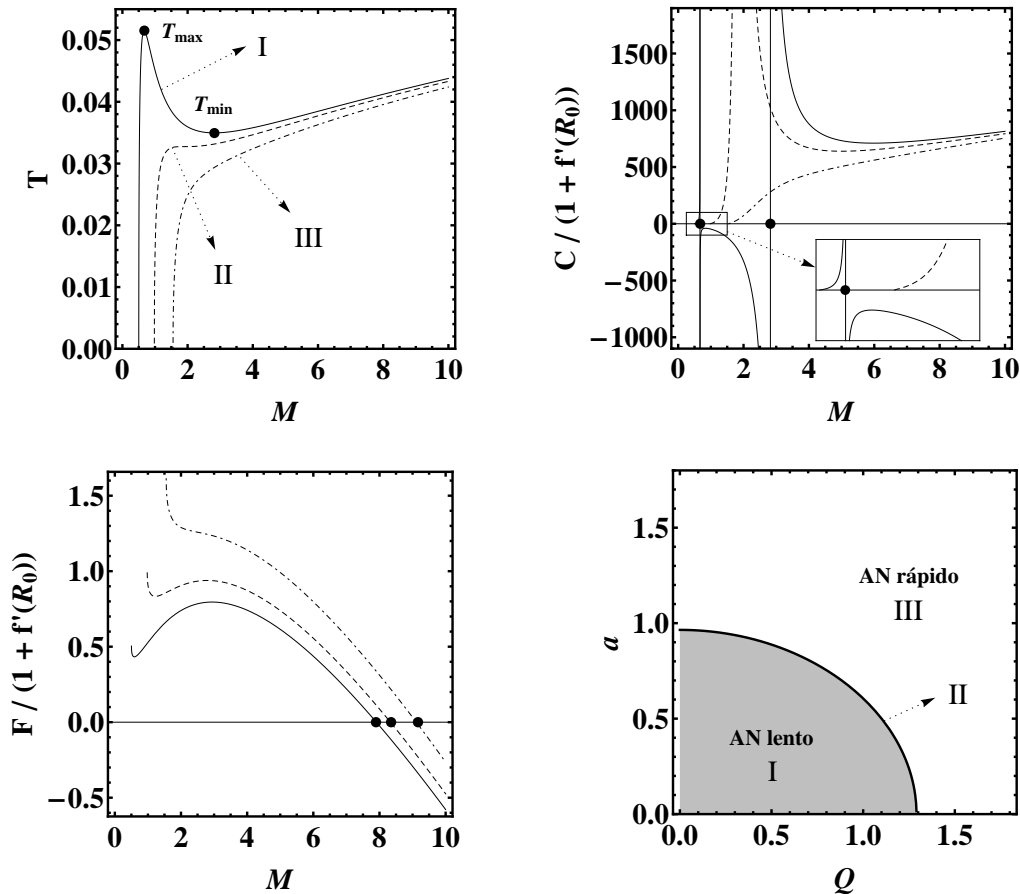 0.05
0.04
0.03
0.02
0.01
0.00
T
T_max
I
T_min
II
III
0
2
4
6
8
10
M
1500
1000
500
0
−500
−1000
C / (1 + f'(R₀))
0
2
4
6
8
10
M
1.5
1.0
0.5
0.0
−0.5
F / (1 + f'(R₀))
0
2
4
6
8
10
M
1.5
1.0
0.5
0.0
a
AN rápido
III
II
AN lento
I
0.0
0.5
1.0
1.5
Q